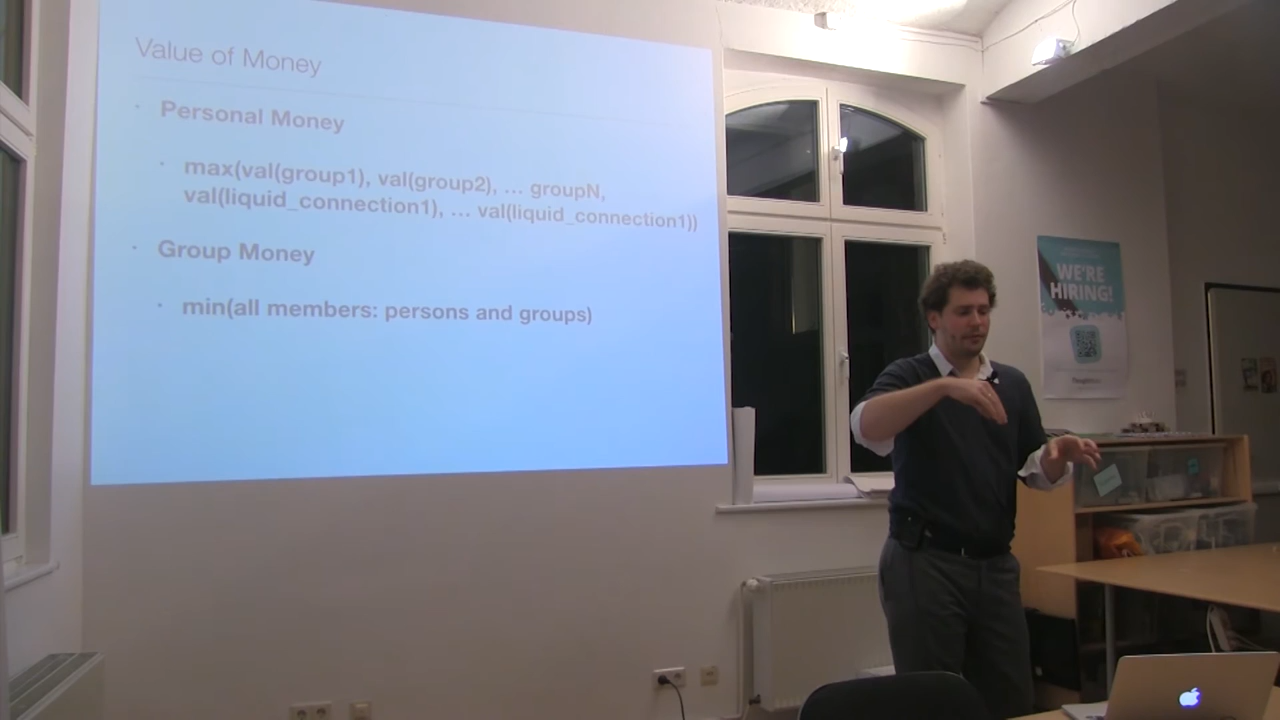 Value of Money
Personal Money
max(val(group1), val(group2), … groupN,
val(liquid_connection1), … val(liquid_connection1))
Group Money
min(all members: persons and groups)
WE'RE
HIRING!